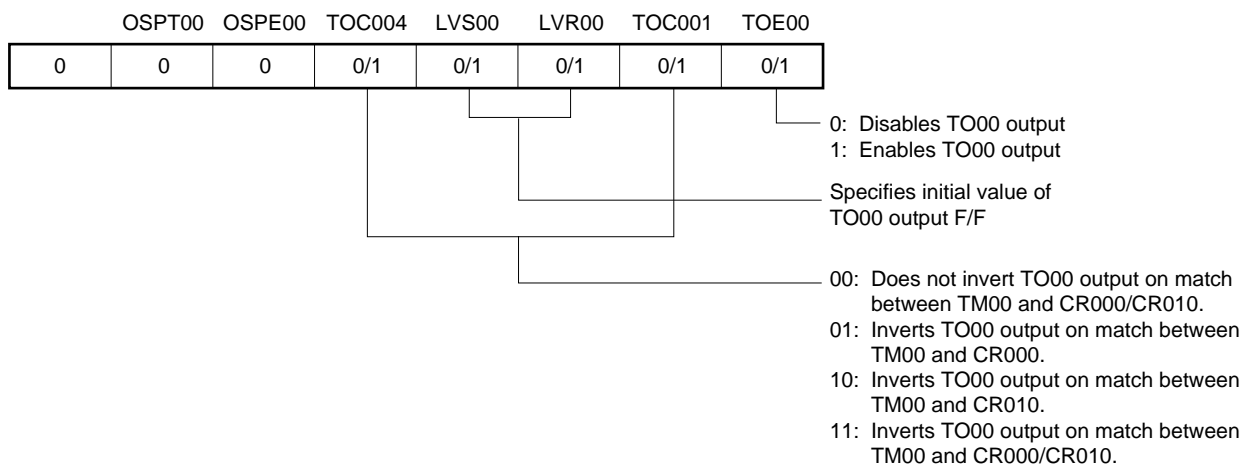 OSPT00 OSPE00 TOC004 LVS00 LVR00 TOC001 TOE00
0 0 0 0/1 0/1 0/1 0/1 0/1
0: Disables TO00 output
1: Enables TO00 output
Specifies initial value of
TO00 output F/F
00: Does not invert TO00 output on match
between TM00 and CR000/CR010.
01: Inverts TO00 output on match between
TM00 and CR000.
10: Inverts TO00 output on match between
TM00 and CR010.
11: Inverts TO00 output on match between
TM00 and CR000/CR010.